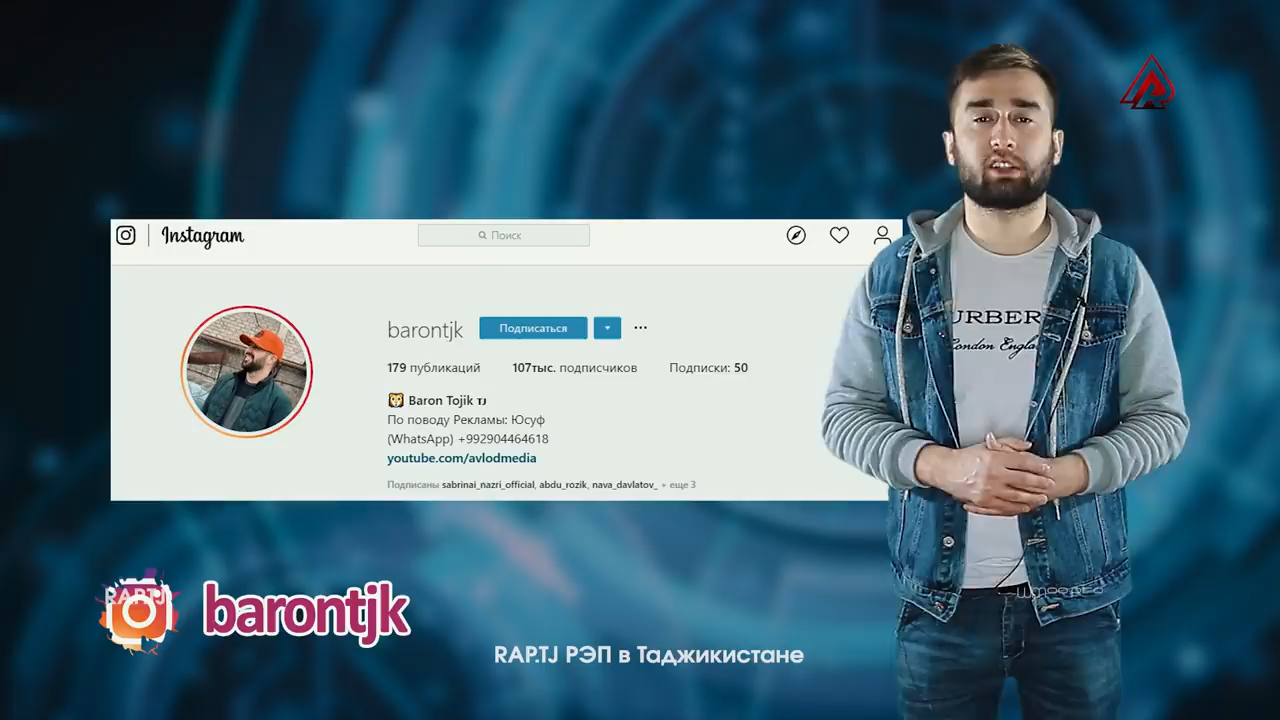 Instagram
Поиск
barontjk Подписаться
179 публикаций 107тыс. подписчиков Подписки: 50
Baron Tojik TJ
По поводу Рекламы: Юсуф
(WhatsApp) +992904464618
youtube.com/avlodmedia
Подписаны sabrinai_nazri_official, abdu_rozik, nava_davlatov_ + еще 3
URBER
London Engla
RAP.TJ
barontjk
RAP.TJ РЭП в Таджикистане